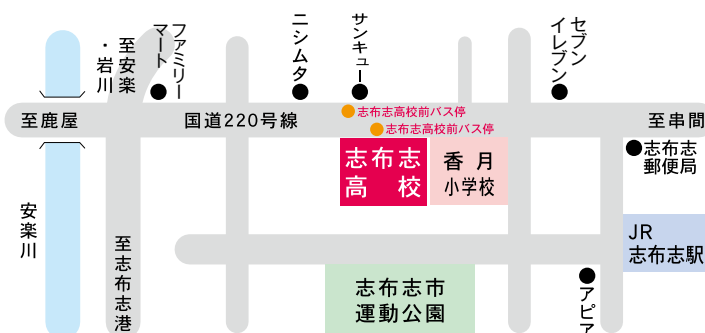 至安楽
・岩川
ファミリー
マート
ニシムタ
サンキュー
セブン
イレブン
至鹿屋
国道220号線
志布志高校前バス停
志布志高校前バス停
至串間
志布志
高校
香月
小学校
志布志
郵便局
安楽川
至志布志港
JR
志布志駅
志布志市
運動公園
アピア